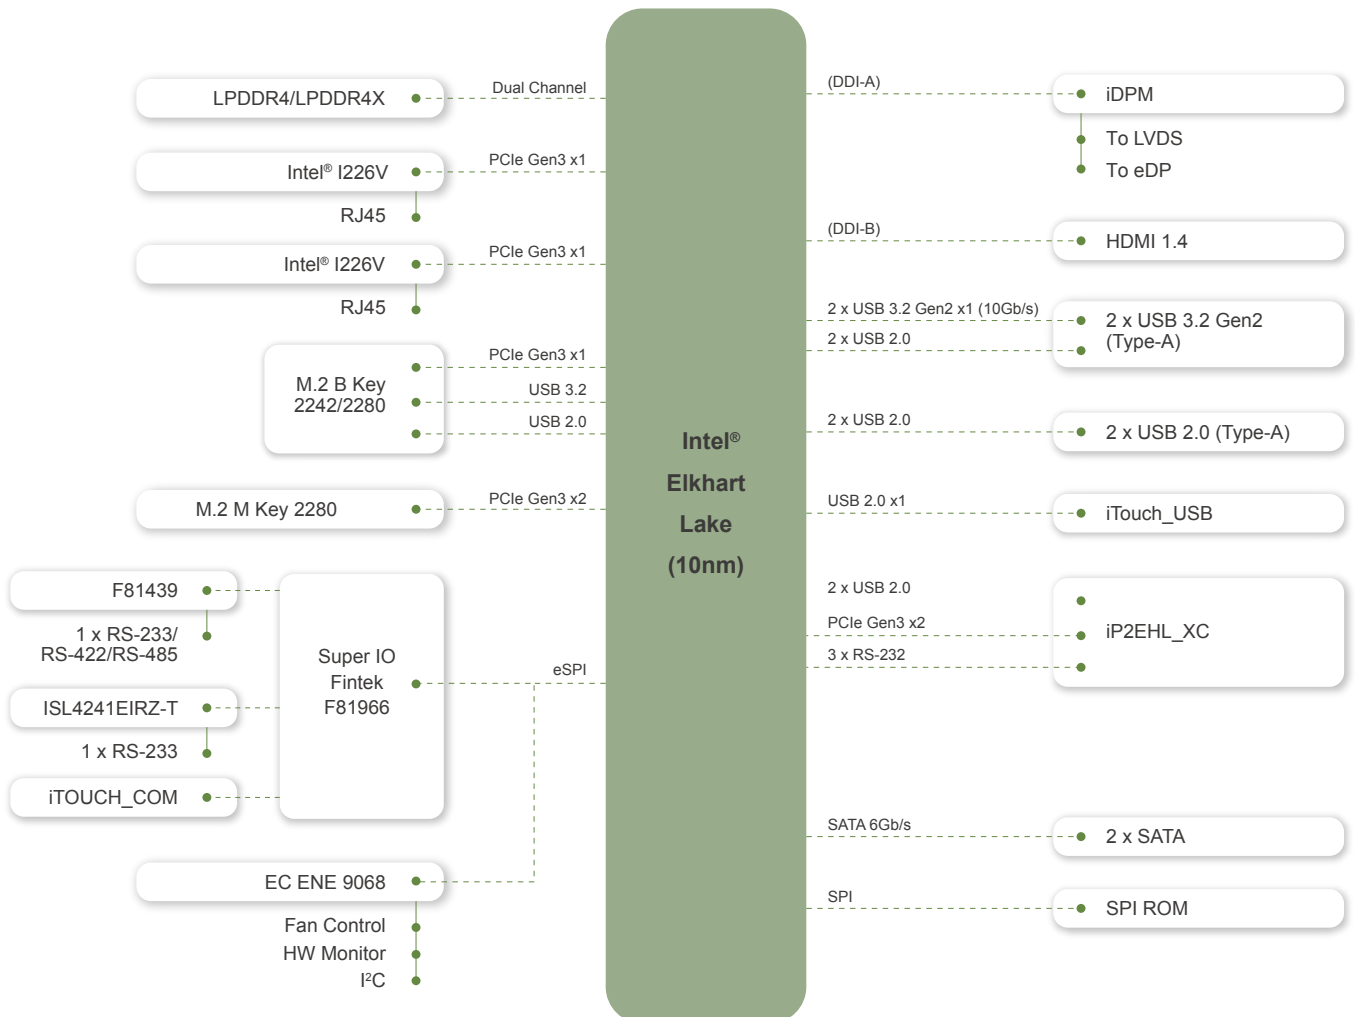 LPDDR4/LPDDR4X
Dual Channel
Intel® I226V
PCIe Gen3 x1
RJ45
Intel® I226V
PCIe Gen3 x1
RJ45
M.2 B Key
2242/2280
PCIe Gen3 x1
USB 3.2
USB 2.0
M.2 M Key 2280
PCIe Gen3 x2
F81439
1 x RS-233/
RS-422/RS-485
ISL4241EIRZ-T
1 x RS-233
iTOUCH_COM
Super IO
Fintek
F81966
eSPI
EC ENE 9068
Fan Control
HW Monitor
I²C
Intel®
Elkhart
Lake
(10nm)
(DDI-A)
iDPM
To LVDS
To eDP
(DDI-B)
HDMI 1.4
2 x USB 3.2 Gen2 x1 (10Gb/s)
2 x USB 2.0
2 x USB 3.2 Gen2
(Type-A)
2 x USB 2.0
2 x USB 2.0 (Type-A)
USB 2.0 x1
iTouch_USB
2 x USB 2.0
PCIe Gen3 x2
3 x RS-232
iP2EHL_XC
SATA 6Gb/s
2 x SATA
SPI
SPI ROM